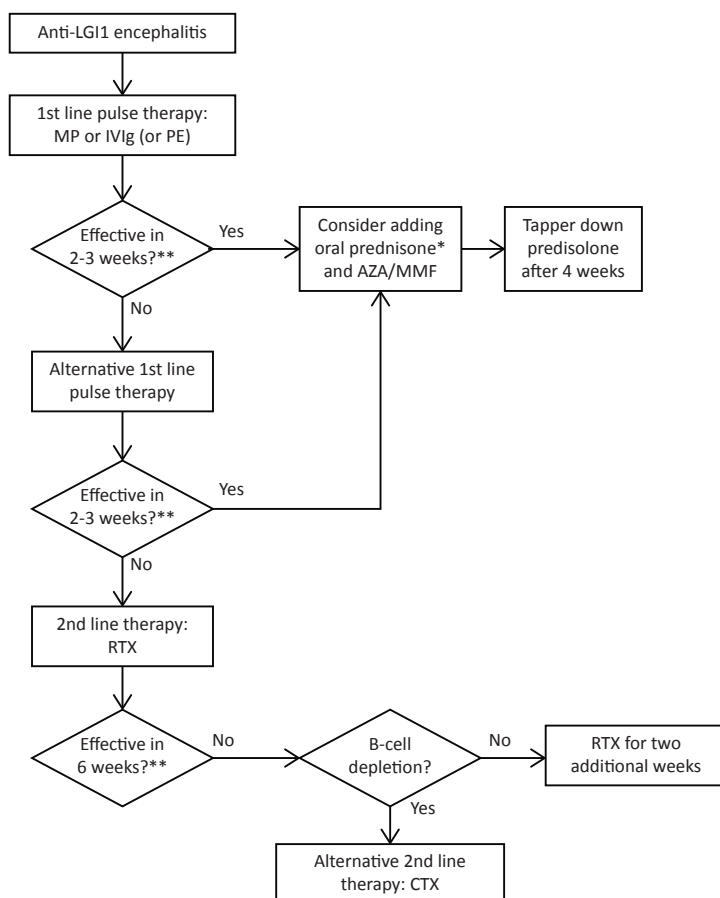 Anti-LGI1 encephalitis
1st line pulse therapy:
MP or IVIg (or PE)
Effective in
2-3 weeks?**
Yes
Consider adding
oral prednisone*
and AZA/MMF
Tapper down
predisolone
after 4 weeks
No
Alternative 1st line
pulse therapy
Effective in
2-3 weeks?**
Yes
No
2nd line therapy:
RTX
Effective in
6 weeks?**
No
B-cell
depletion?
No
RTX for two
additional weeks
Yes
Alternative 2nd line
therapy: CTX